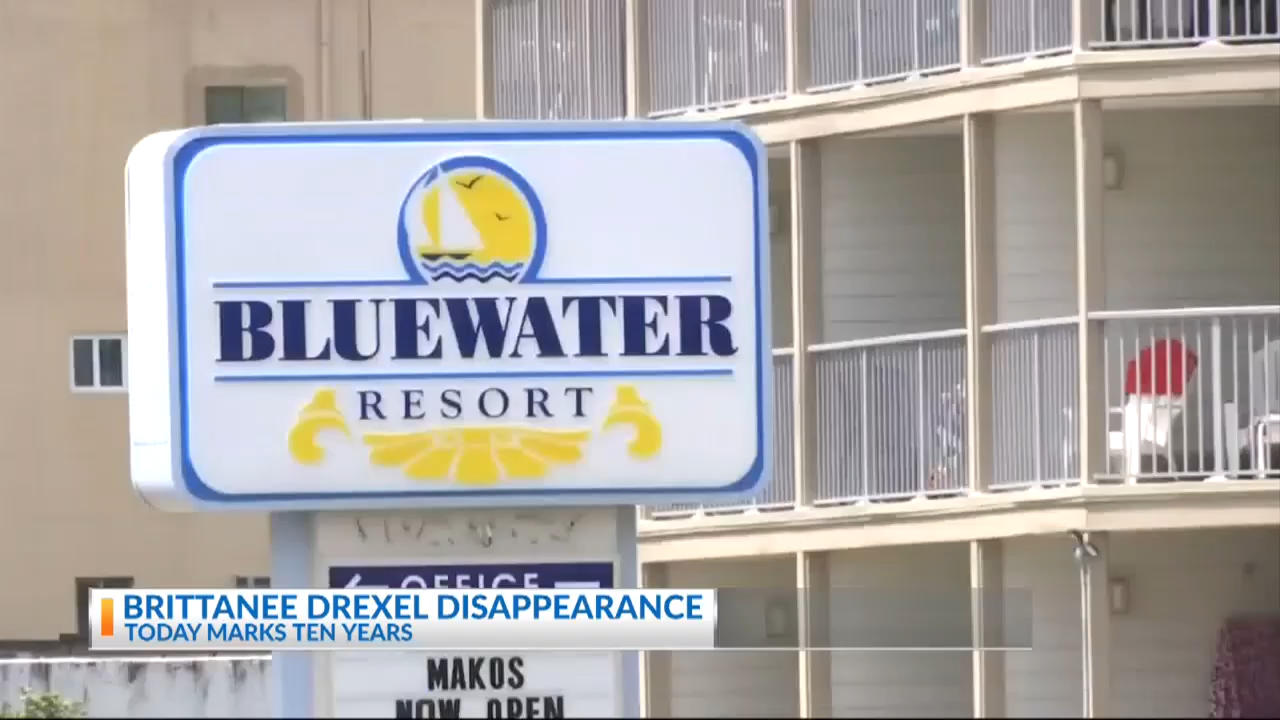 BLUEWATER
RESORT
OFFICE
BRITTANEE DREXEL DISAPPEARANCE
TODAY MARKS TEN YEARS
MAKOS
NOW OPEN